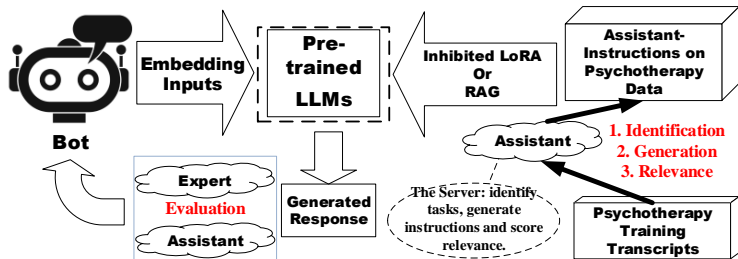 Bot
Embedding
Inputs
Pre-
trained
LLMs
Inhibited LoRA
Or
RAG
Assistant-
Instructions on
Psychotherapy
Data
Assistant
1. Identification
2. Generation
3. Relevance
Expert
Evaluation
Assistant
Generated
Response
The Server: identify
tasks, generate
instructions and score
relevance.
Psychotherapy
Training
Transcripts